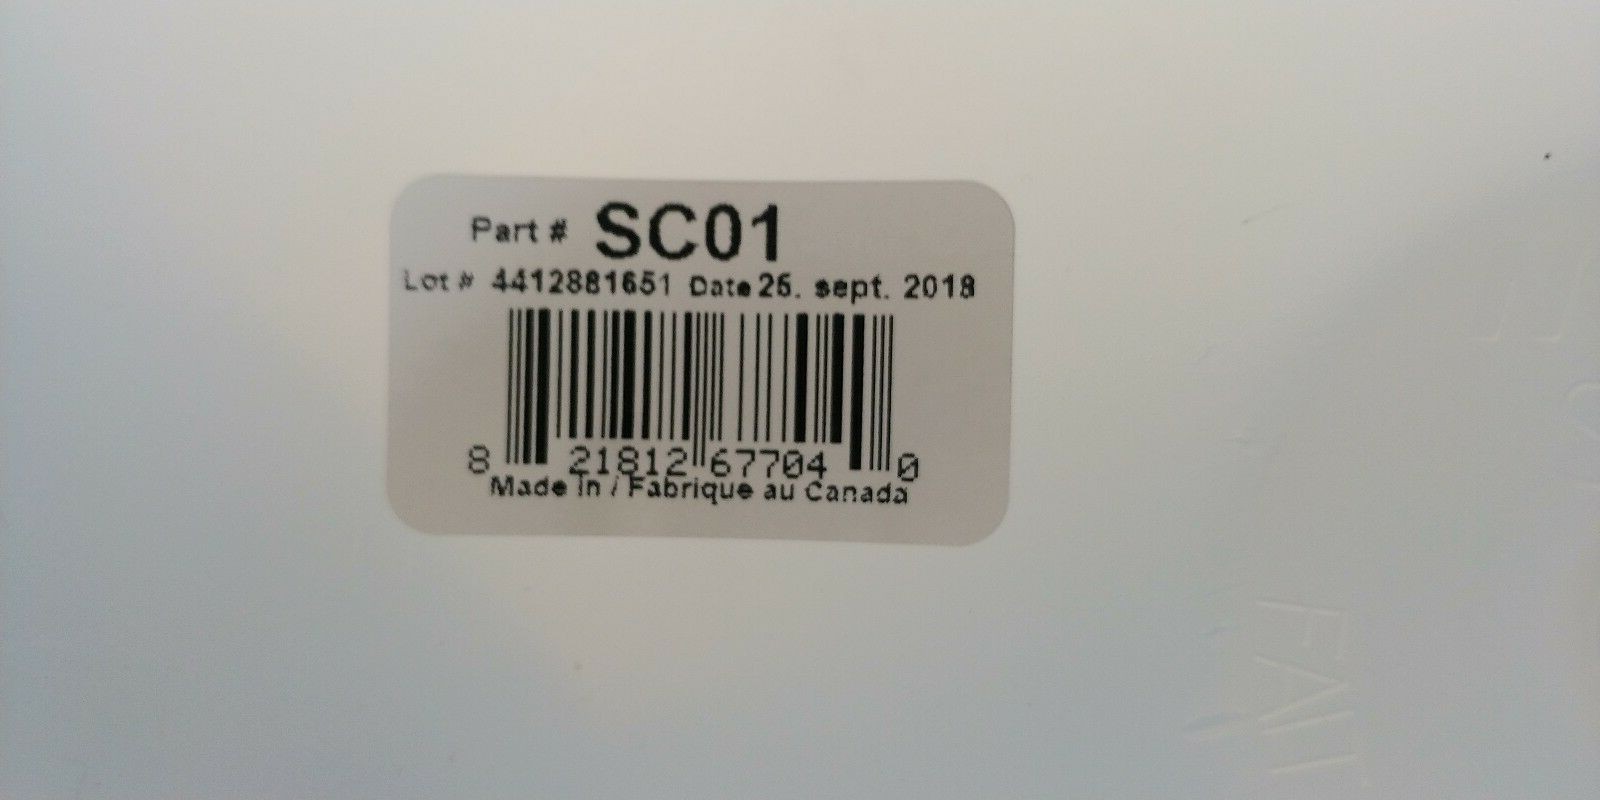 Part # SC01
Lot # 4412881651 Date 25. sept. 2018
8 21812 67704 0
Made in / Fabrique au Canada